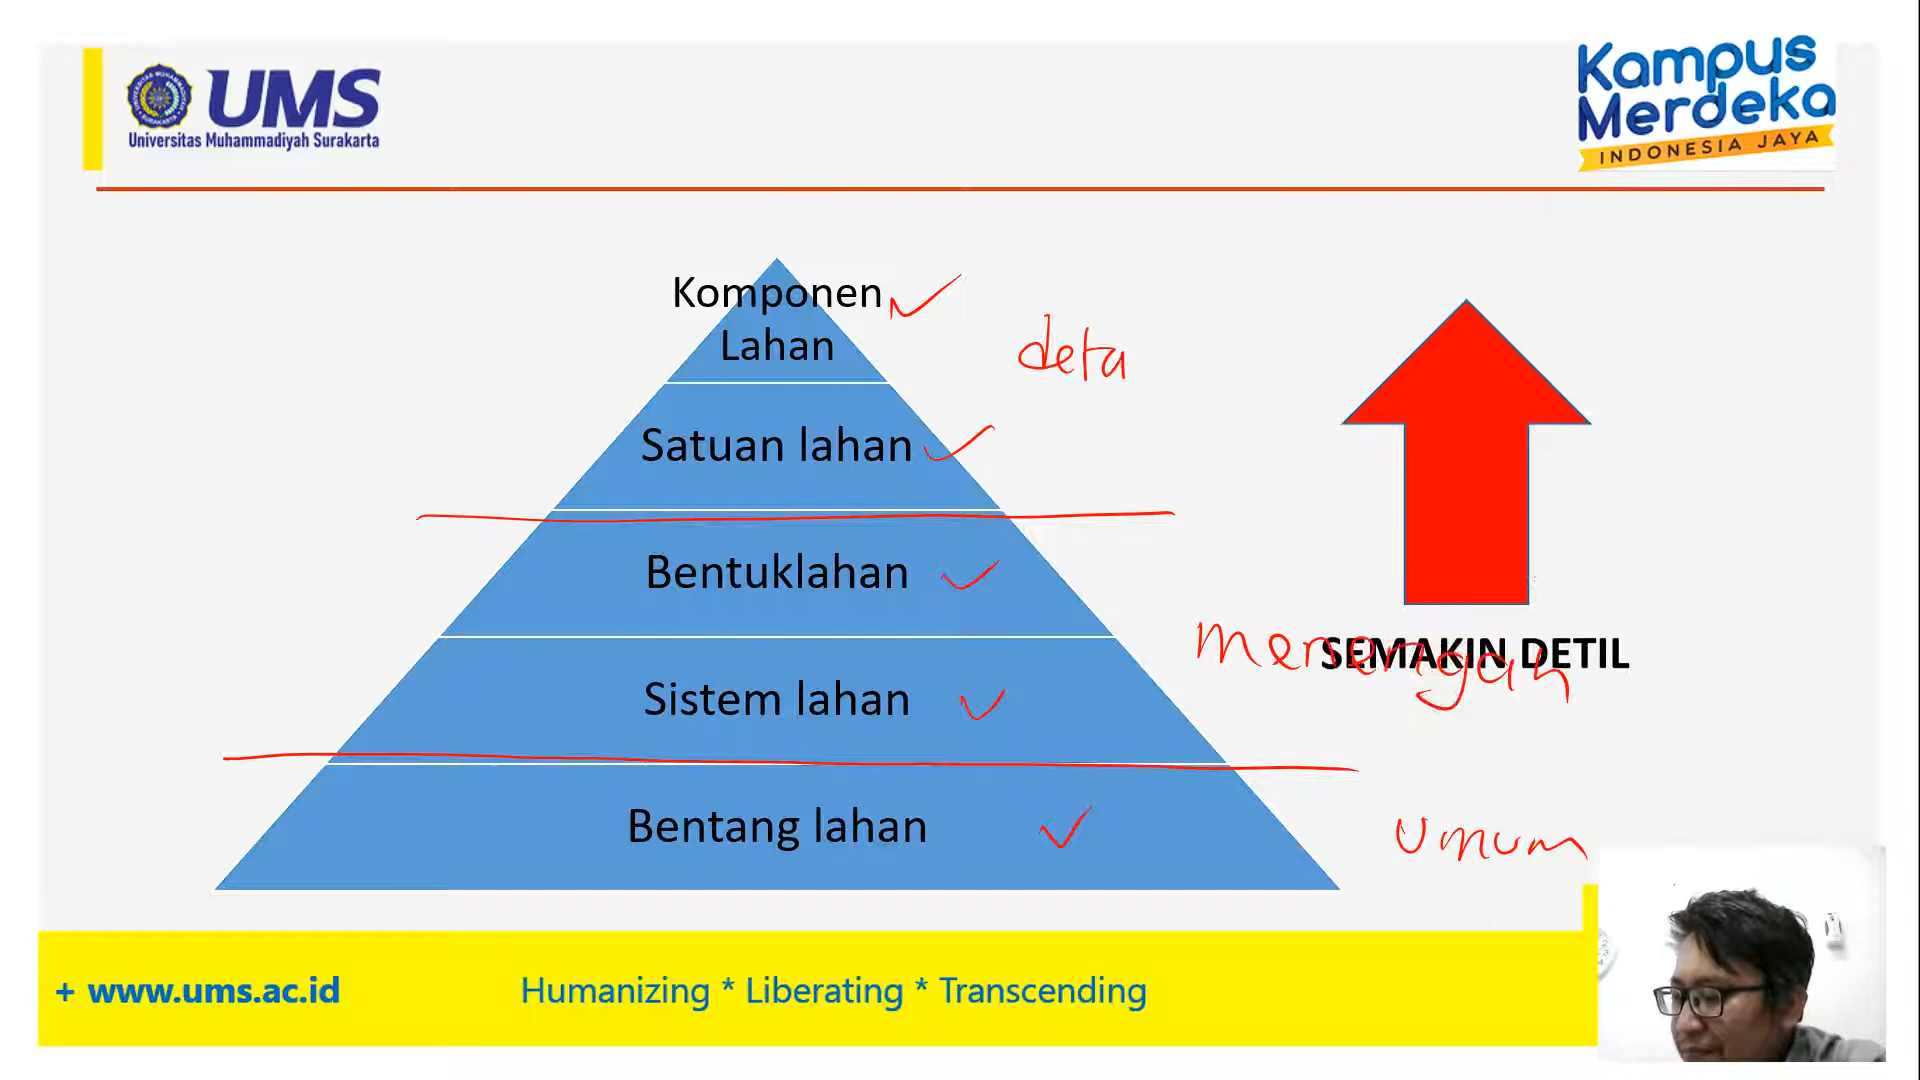 UMS
Universitas Muhammadiyah Surakarta
Kampus
Merdeka
INDONESIA JAYA
Komponen
Lahan
deta
Satuan lahan
Bentuklahan
menengah
SEMAKIN DETIL
Sistem lahan
Bentang lahan
Umum
+ www.ums.ac.id
Humanizing * Liberating * Transcending